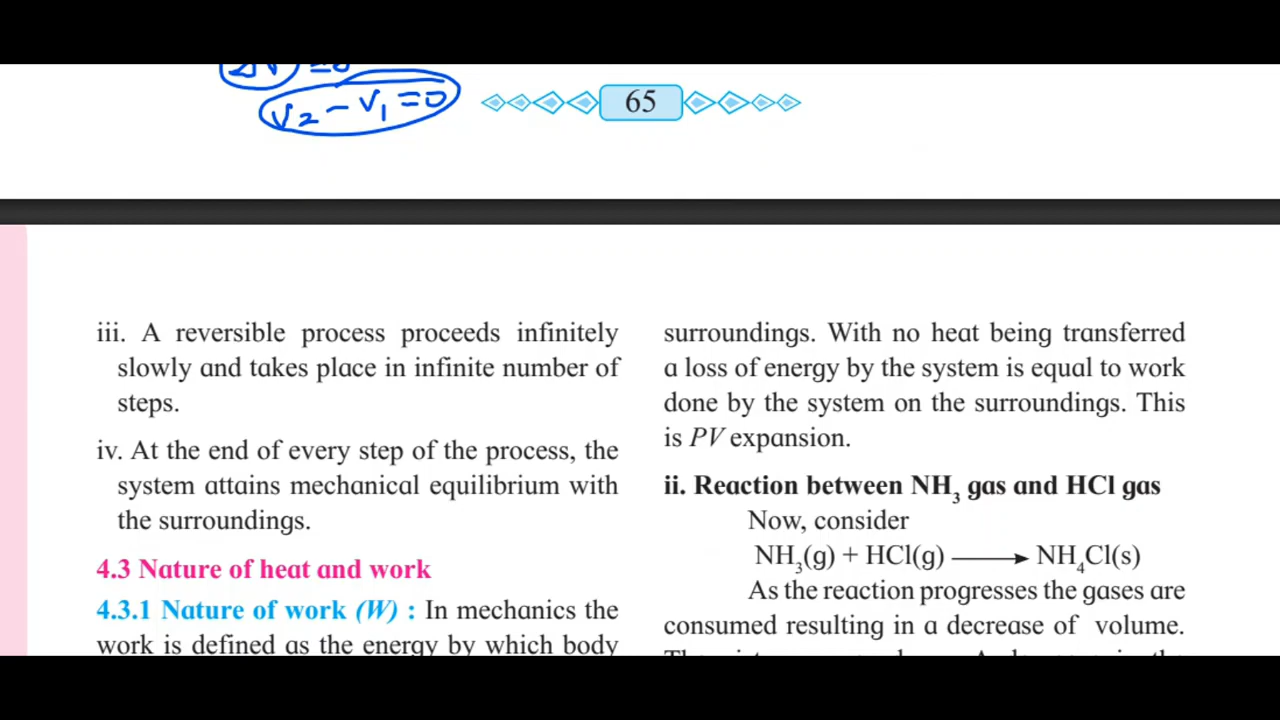 V₂ − V₁ = 0
65
iii. A reversible process proceeds infinitely
slowly and takes place in infinite number of
steps.
iv. At the end of every step of the process, the
system attains mechanical equilibrium with
the surroundings.
4.3 Nature of heat and work
4.3.1 Nature of work (W) : In mechanics the
work is defined as the energy by which body
surroundings. With no heat being transferred
a loss of energy by the system is equal to work
done by the system on the surroundings. This
is PV expansion.
ii. Reaction between NH₃ gas and HCl gas
Now, consider
NH₃(g) + HCl(g) ⟶ NH₄Cl(s)
As the reaction progresses the gases are
consumed resulting in a decrease of volume.